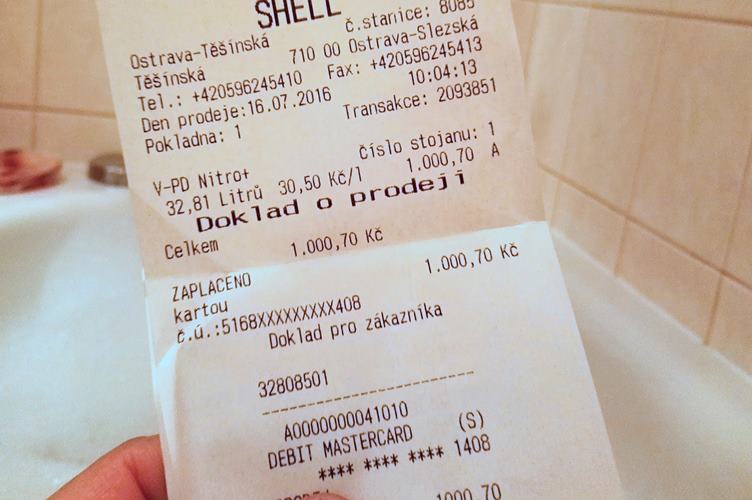 SHELL
č.stanice: 8085
Ostrava-Těšínská
Těšínská 710 00 Ostrava-Slezská
Tel.: +420596245410 Fax: +420596245413
Den prodeje:16.07.2016 10:04:13
Pokladna: 1 Transakce: 2093851
číslo stojanu: 1
V-PD Nitro+ 1.000,70 A
32,81 Litrů 30,50 Kč/l
Doklad o prodeji
Celkem 1.000,70 Kč
ZAPLACENO 1.000,70 Kč
kartou
č.ú.:5168XXXXXXXXX408
Doklad pro zákazníka
32808501
--------------------------
A0000000041010
DEBIT MASTERCARD (S)
**** **** **** 1408
1000,70